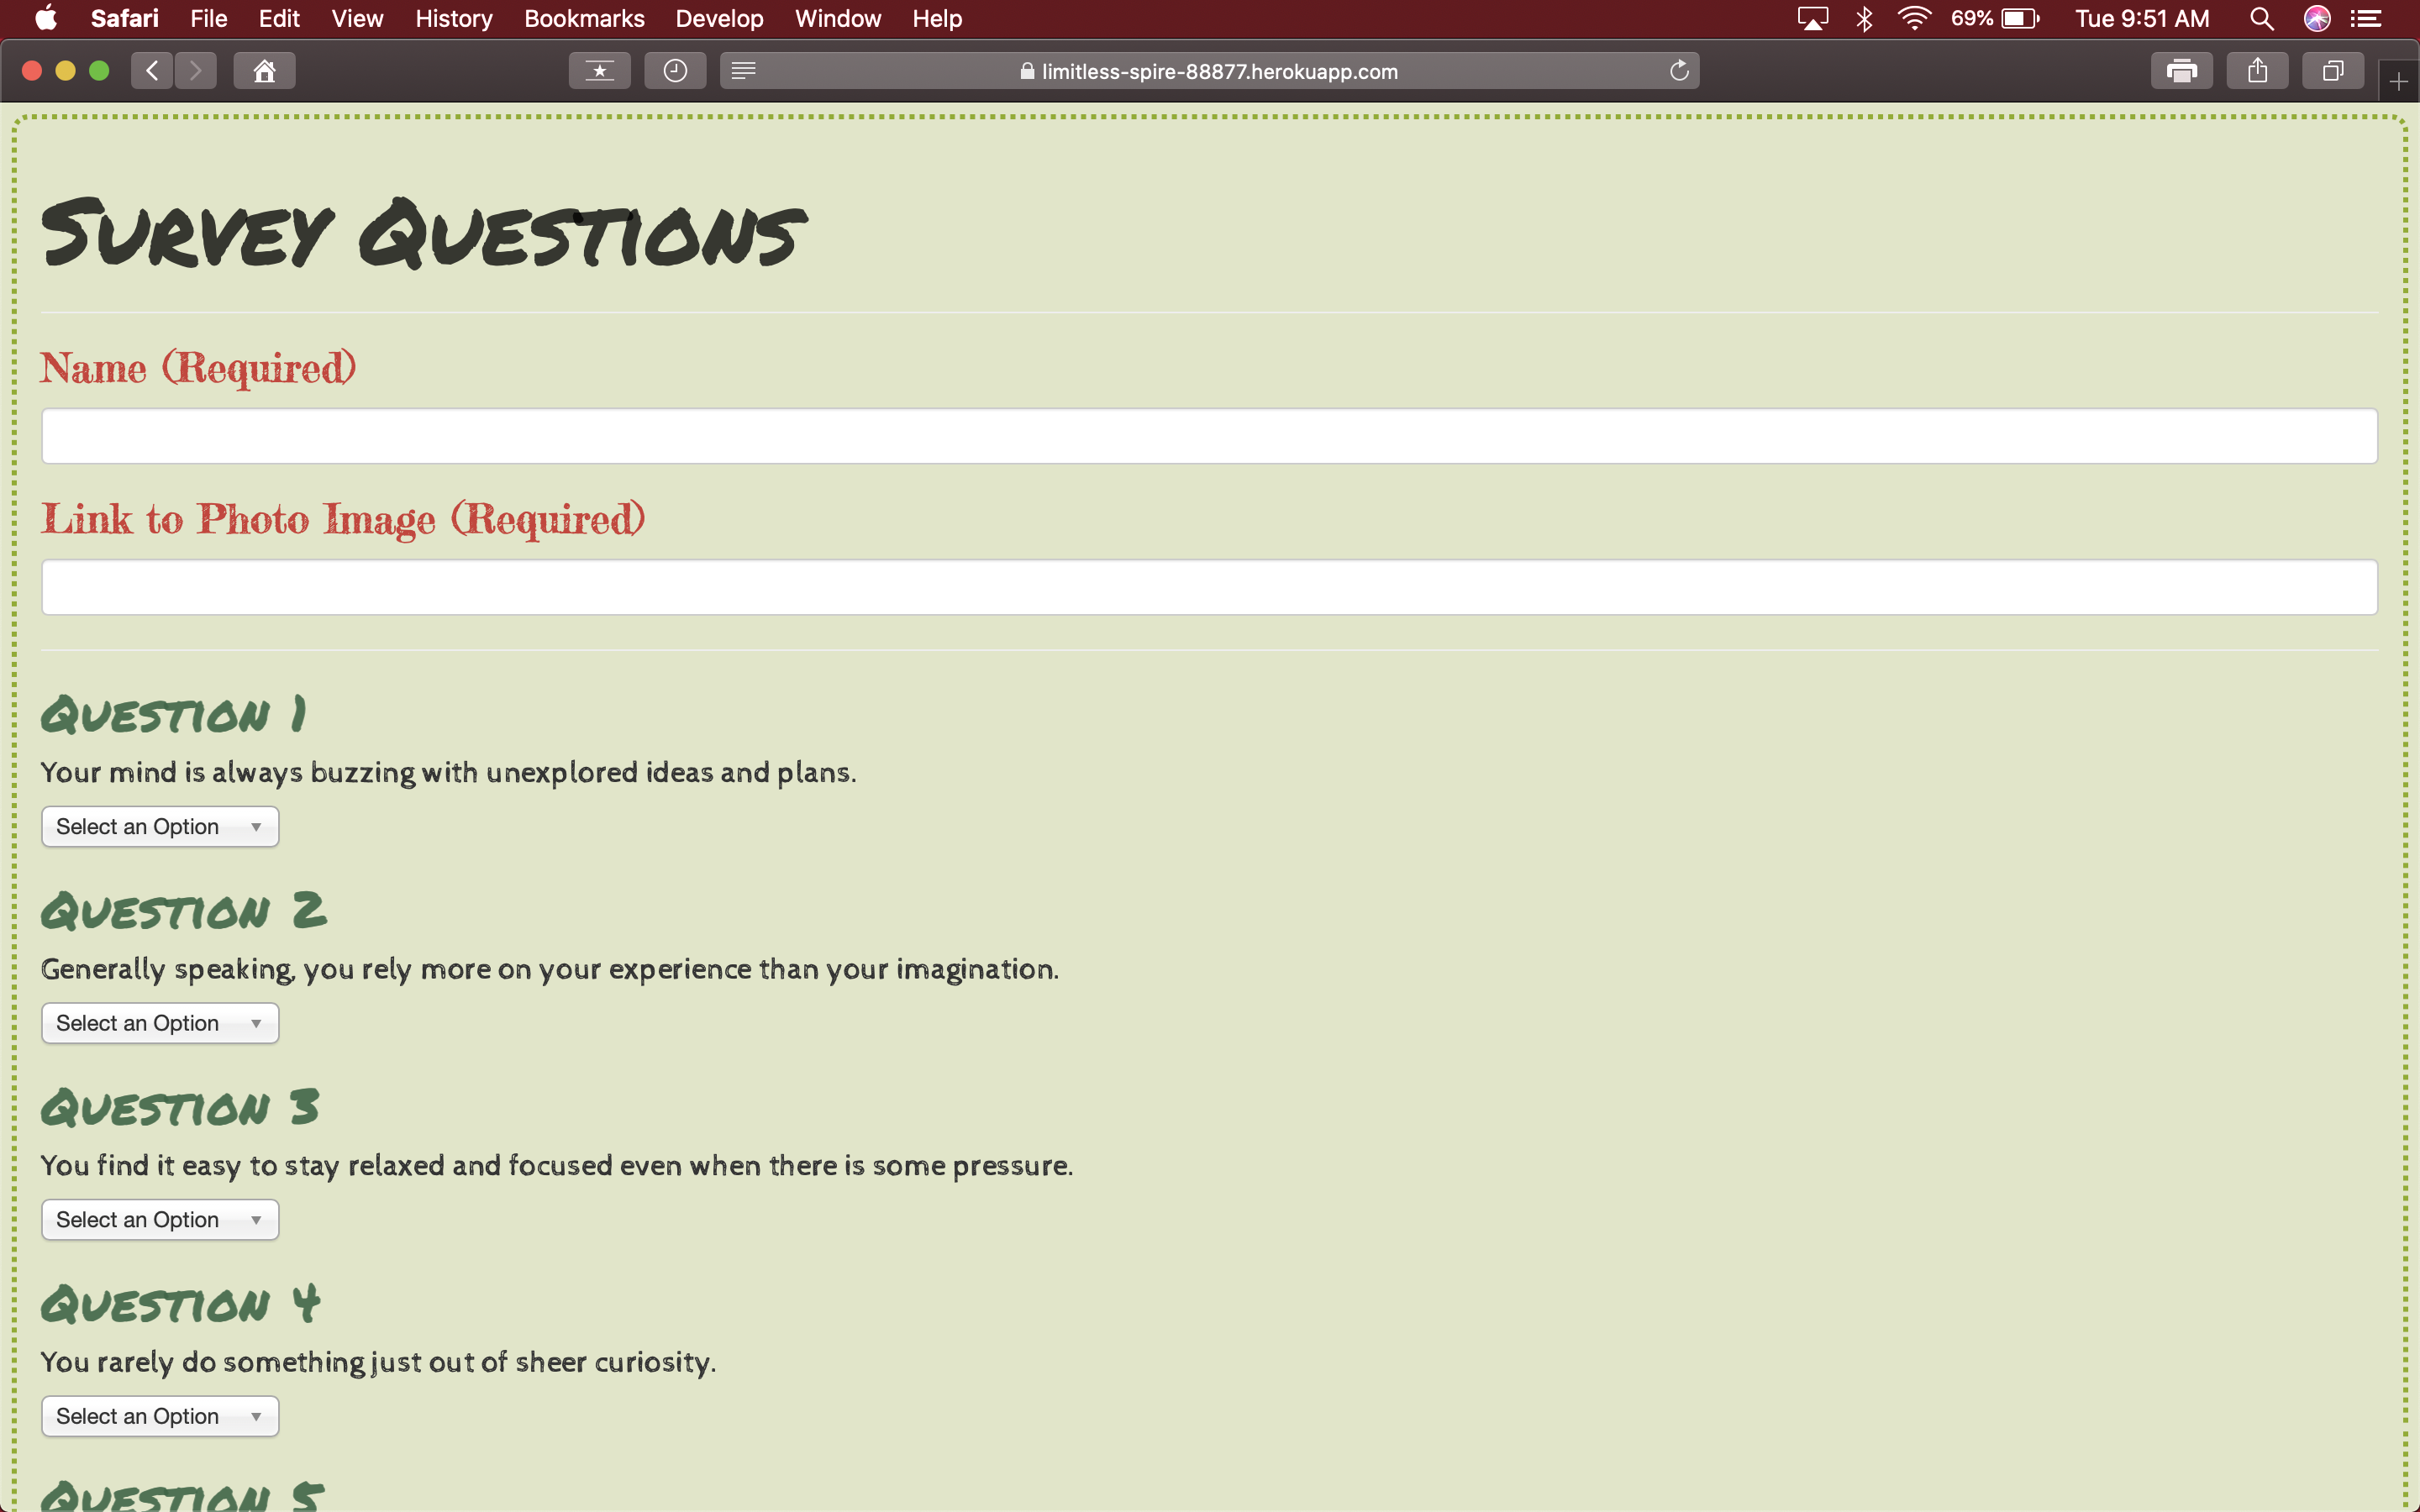 Safari File Edit View History Bookmarks Develop Window Help 69% Tue 9:51 AM
limitless-spire-88877.herokuapp.com
Survey Questions
Name (Required)
Link to Photo Image (Required)
Question 1
Your mind is always buzzing with unexplored ideas and plans.
Select an Option
Question 2
Generally speaking, you rely more on your experience than your imagination.
Select an Option
Question 3
You find it easy to stay relaxed and focused even when there is some pressure.
Select an Option
Question 4
You rarely do something just out of sheer curiosity.
Select an Option
Question 5